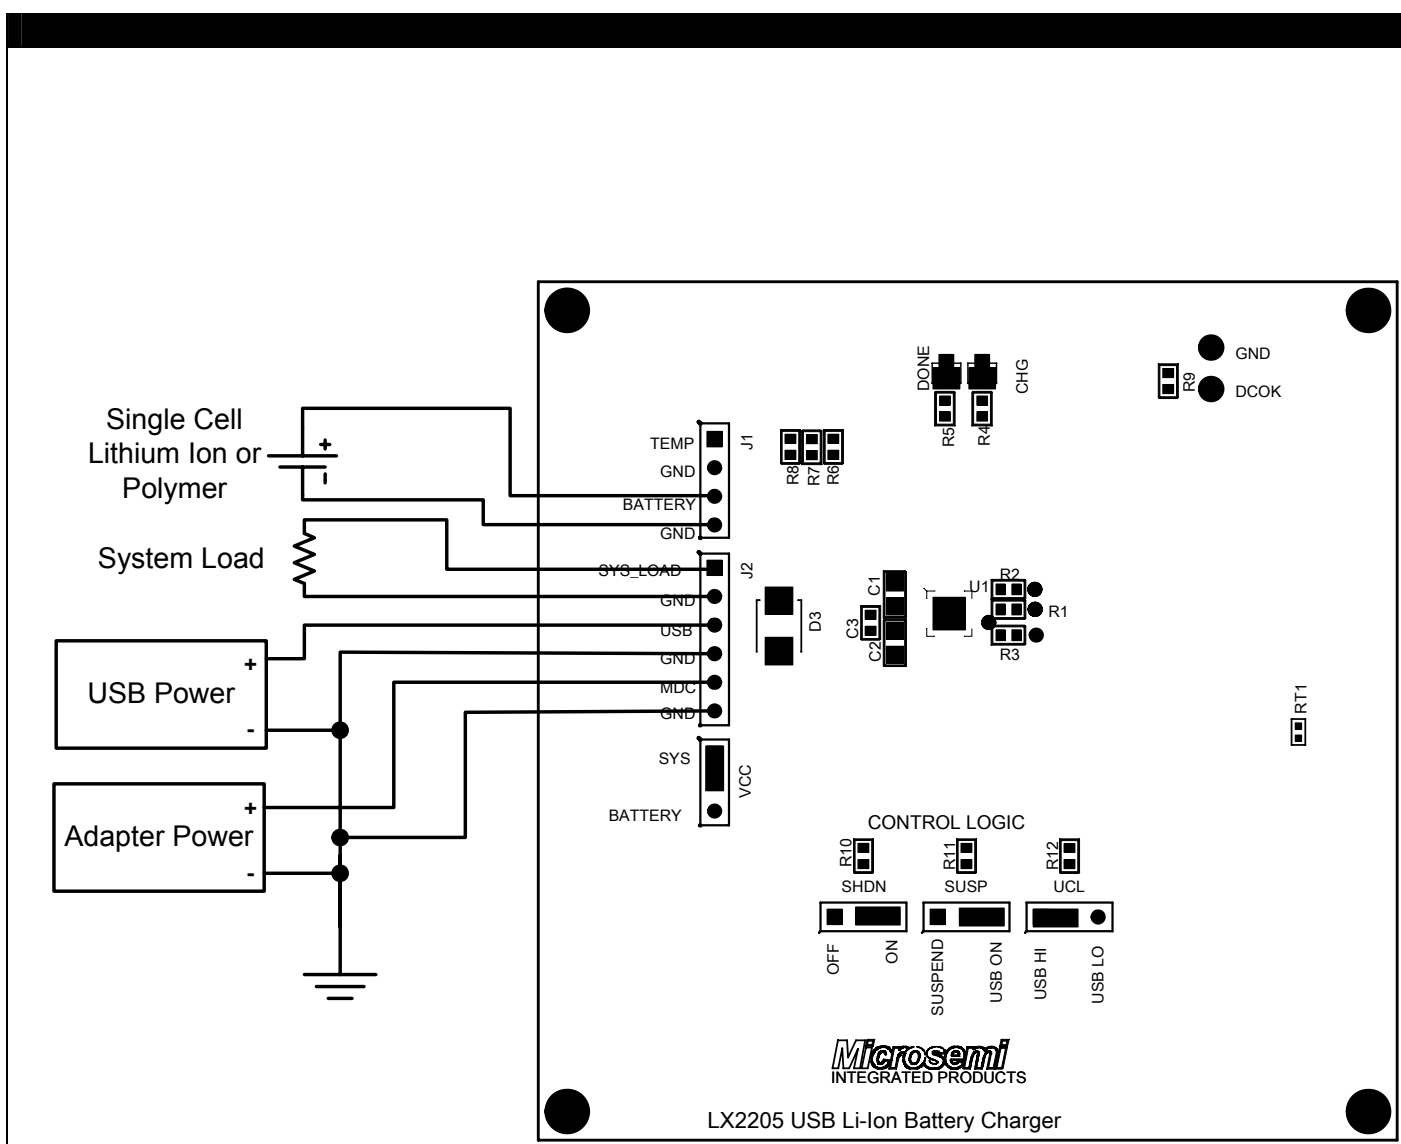 Single Cell
Lithium Ion or
Polymer
+
-
System Load
USB Power
+
-
Adapter Power
+
-
TEMP
GND
BATTERY
GND
J1
SYS_LOAD
GND
USB
GND
MDC
GND
J2
SYS
BATTERY
VCC
R8
R7
R6
DONE
CHG
R5
R4
R9
GND
DCOK
D3
C1
C3
C2
U1
R2
R1
R3
RT1
CONTROL LOGIC
R10
R11
R12
SHDN
SUSP
UCL
OFF
ON
SUSPEND
USB ON
USB HI
USB LO
Microsemi
INTEGRATED PRODUCTS
LX2205 USB Li-Ion Battery Charger